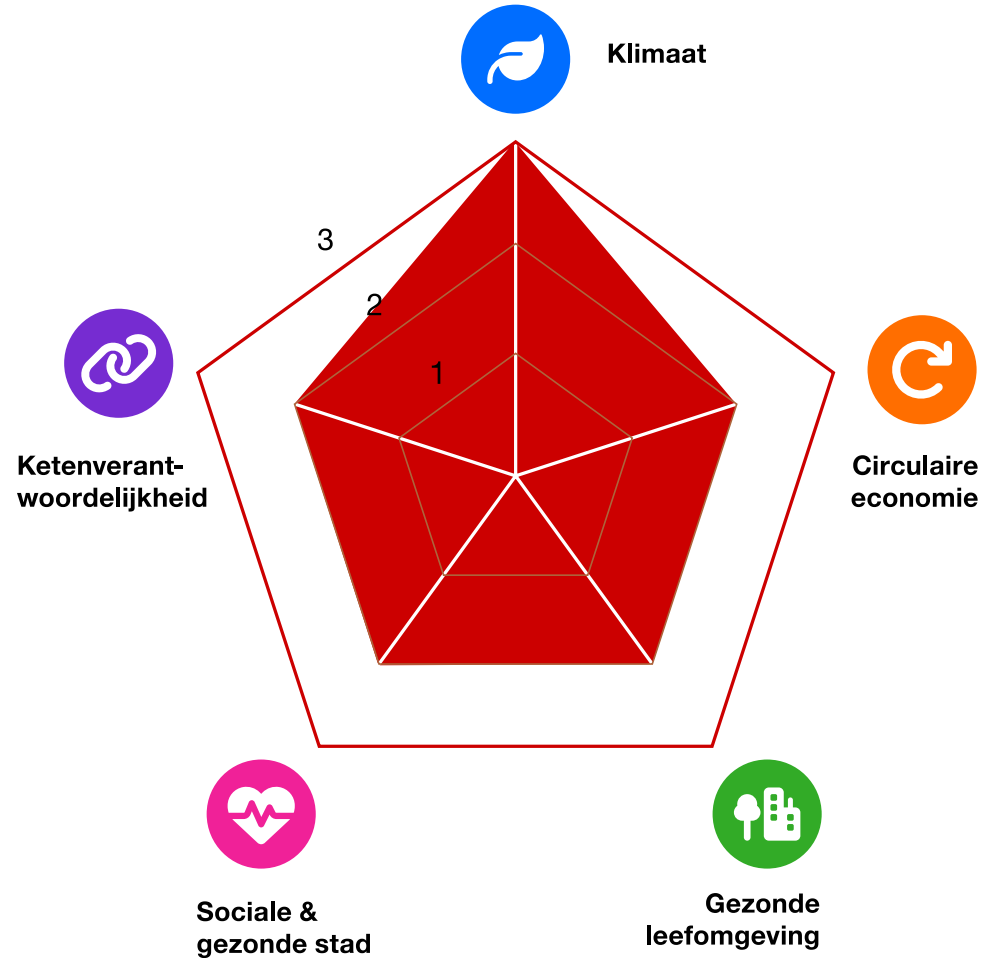 Klimaat
3
2
1
Ketenverant-
woordelijkheid
Circulaire
economie
Sociale &
gezonde stad
Gezonde
leefomgeving